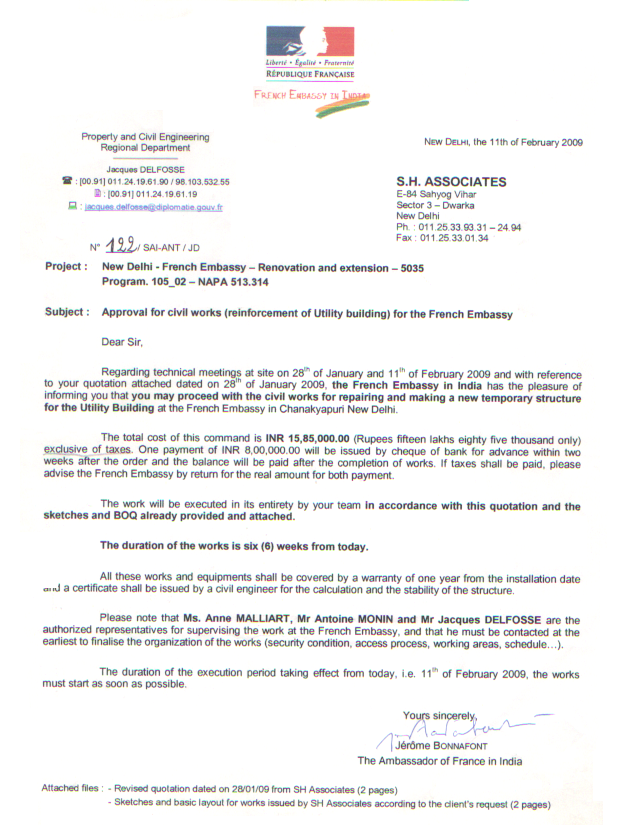 Liberté • Égalité • Fraternité
RÉPUBLIQUE FRANÇAISE
FRENCH EMBASSY IN INDIA
Property and Civil Engineering
Regional Department
Jacques DELFOSSE
☎ : [00.91] 011.24.19.61.90 / 98.103.532.55
: [00.91] 011.24.19.61.19
: jacques.delfosse@diplomatie.gouv.fr
N° 122/ SAI-ANT / JD
NEW DELHI, the 11th of February 2009
S.H. ASSOCIATES
E-84 Sahyog Vihar
Sector 3 – Dwarka
New Delhi
Ph. : 011.25.33.93.31 – 24.94
Fax : 011.25.33.01.34
Project : New Delhi - French Embassy – Renovation and extension – 5035
Program. 105_02 – NAPA 513.314
Subject : Approval for civil works (reinforcement of Utility building) for the French Embassy
Dear Sir,
Regarding technical meetings at site on 28th of January and 11th of February 2009 and with reference
to your quotation attached dated on 28th of January 2009, the French Embassy in India has the pleasure of
informing you that you may proceed with the civil works for repairing and making a new temporary structure
for the Utility Building at the French Embassy in Chanakyapuri New Delhi.
The total cost of this command is INR 15,85,000.00 (Rupees fifteen lakhs eighty five thousand only)
exclusive of taxes. One payment of INR 8,00,000.00 will be issued by cheque of bank for advance within two
weeks after the order and the balance will be paid after the completion of works. If taxes shall be paid, please
advise the French Embassy by return for the real amount for both payment.
The work will be executed in its entirety by your team in accordance with this quotation and the
sketches and BOQ already provided and attached.
The duration of the works is six (6) weeks from today.
All these works and equipments shall be covered by a warranty of one year from the installation date
and a certificate shall be issued by a civil engineer for the calculation and the stability of the structure.
Please note that Ms. Anne MALLIART, Mr Antoine MONIN and Mr Jacques DELFOSSE are the
authorized representatives for supervising the work at the French Embassy, and that he must be contacted at the
earliest to finalise the organization of the works (security condition, access process, working areas, schedule…).
The duration of the execution period taking effect from today, i.e. 11th of February 2009, the works
must start as soon as possible.
Yours sincerely,
Jérôme BONNAFONT
The Ambassador of France in India
Attached files : - Revised quotation dated on 28/01/09 from SH Associates (2 pages)
- Sketches and basic layout for works issued by SH Associates according to the client's request (2 pages)